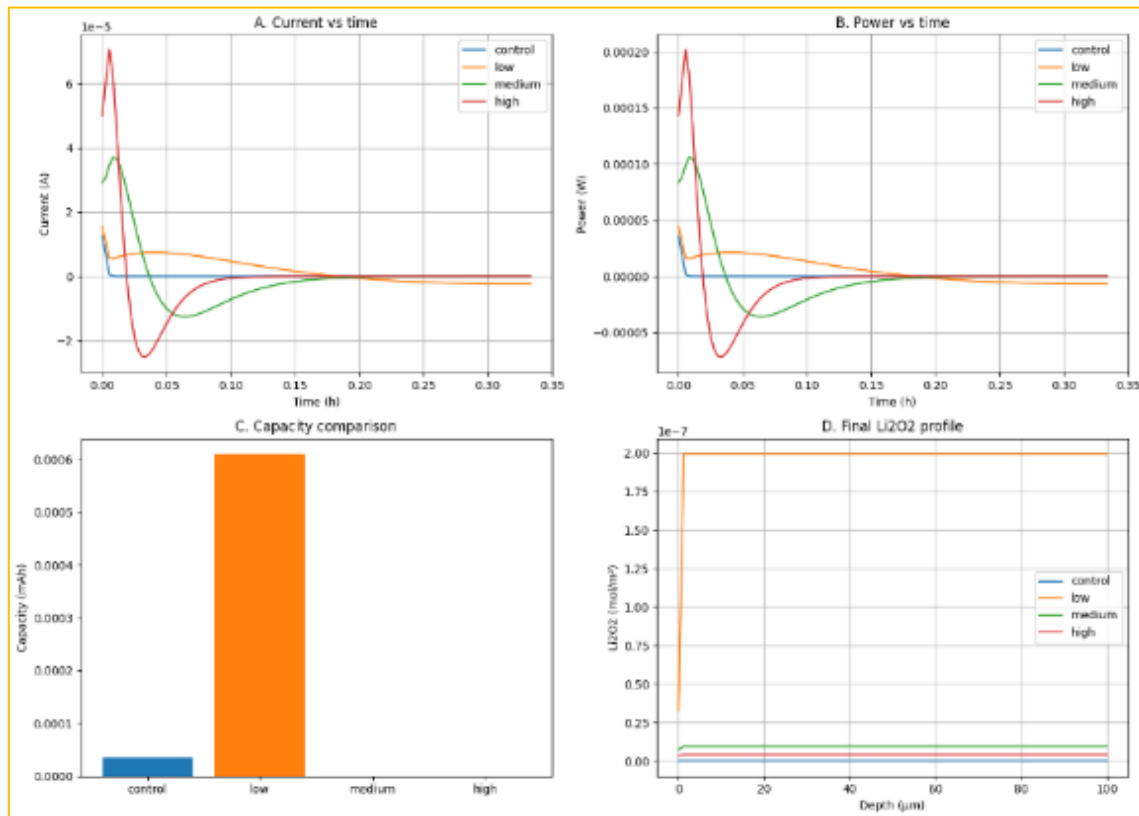 A. Current vs time
1e−5
Current (A)
6
4
2
0
−2
0.00 0.05 0.10 0.15 0.20 0.25 0.30 0.35
Time (h)
control
low
medium
high
B. Power vs time
Power (W)
0.00020
0.00015
0.00010
0.00005
0.00000
−0.00005
0.00 0.05 0.10 0.15 0.20 0.25 0.30 0.35
Time (h)
control
low
medium
high
C. Capacity comparison
Capacity (mAh)
0.0006
0.0005
0.0004
0.0003
0.0002
0.0001
0.0000
control low medium high
D. Final Li2O2 profile
1e−7
Li2O2 (mol/m³)
2.00
1.75
1.50
1.25
1.00
0.75
0.50
0.25
0.00
0 20 40 60 80 100
Depth (μm)
control
low
medium
high